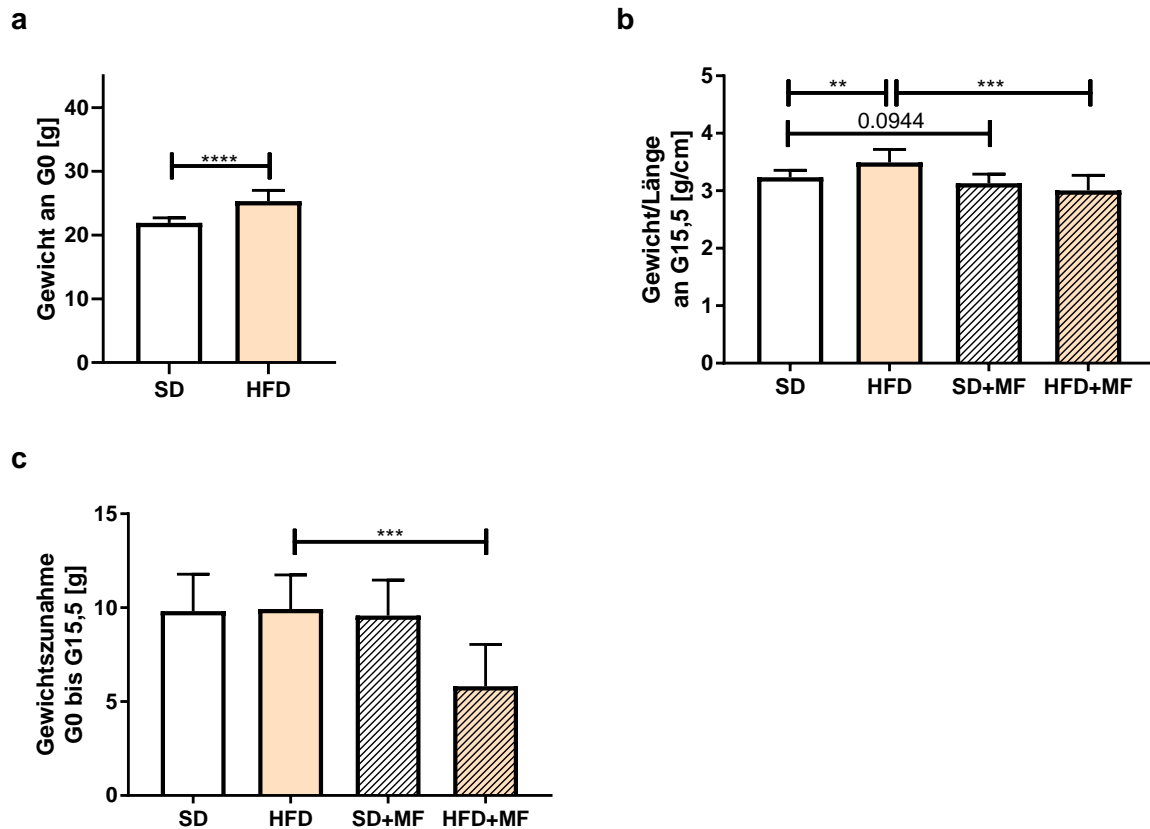 a
Gewicht an G0 [g]
40
30
20
10
0
****
SD
HFD
b
Gewicht/Länge
an G15,5 [g/cm]
5
4
3
2
1
0
**
***
0.0944
SD
HFD
SD+MF
HFD+MF
c
Gewichtszunahme
G0 bis G15,5 [g]
15
10
5
0
***
SD
HFD
SD+MF
HFD+MF